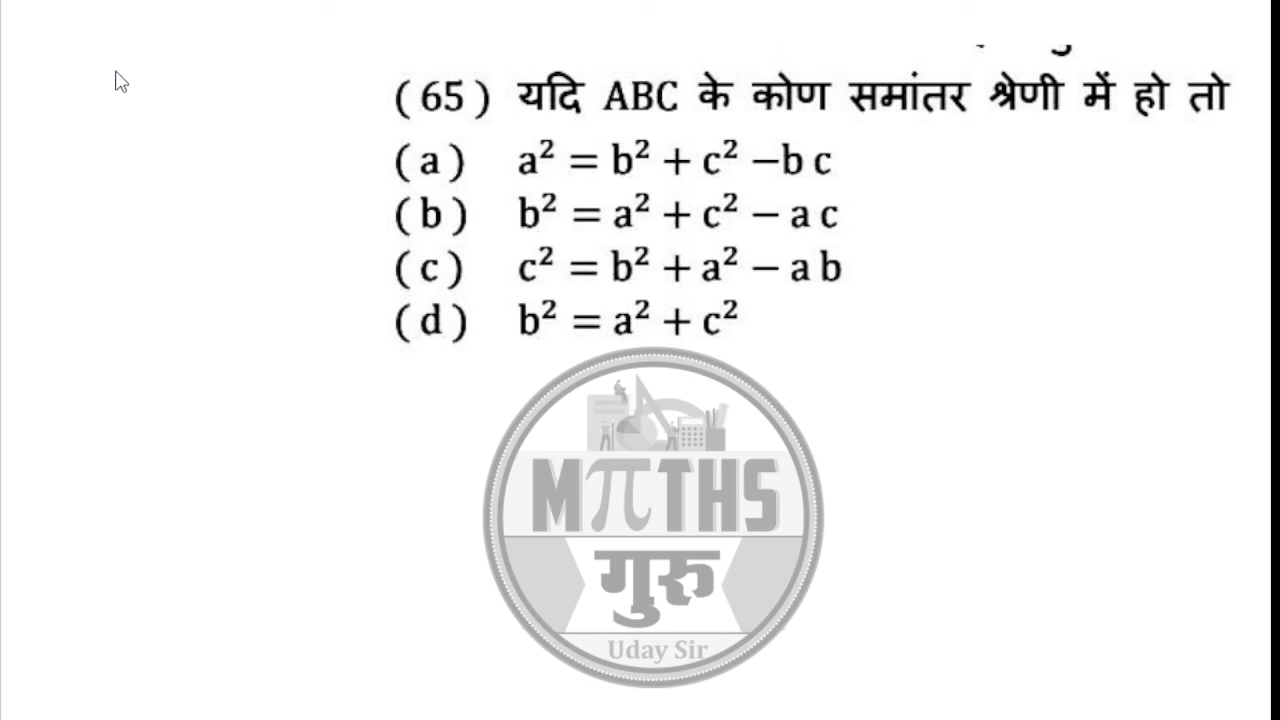 (65) यदि ABC के कोण समांतर श्रेणी में हो तो
(a) a² = b² + c² −b c
(b) b² = a² + c² − a c
(c) c² = b² + a² − a b
(d) b² = a² + c²
MπTHS
गुरु
Uday Sir